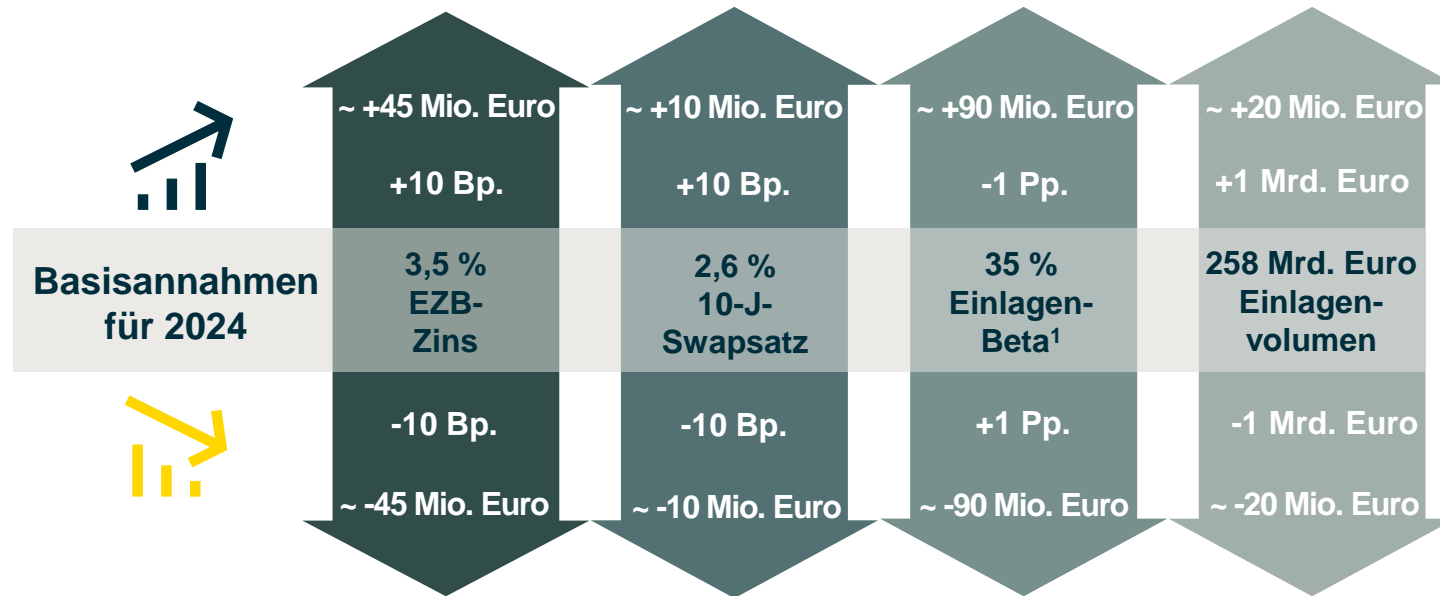 ~ +45 Mio. Euro
~ +10 Mio. Euro
~ +90 Mio. Euro
~ +20 Mio. Euro
+10 Bp.
+10 Bp.
-1 Pp.
+1 Mrd. Euro
Basisannahmen
für 2024
3,5 %
EZB-
Zins
2,6 %
10-J-
Swapsatz
35 %
Einlagen-
Beta¹
258 Mrd. Euro
Einlagen-
volumen
-10 Bp.
-10 Bp.
+1 Pp.
-1 Mrd. Euro
~ -45 Mio. Euro
~ -10 Mio. Euro
~ -90 Mio. Euro
~ -20 Mio. Euro